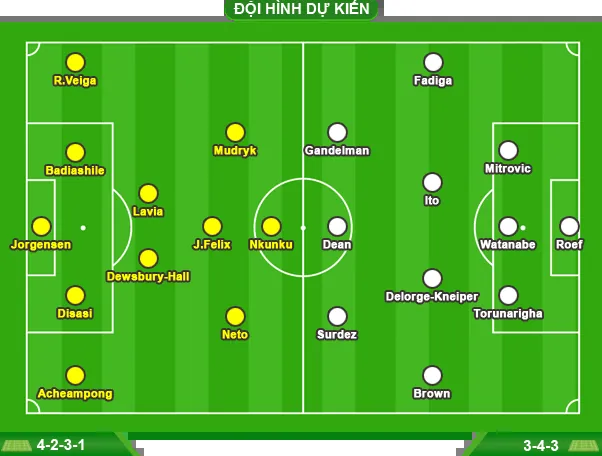 ĐỘI HÌNH DỰ KIẾN
R.Veiga
Fadiga
Mudryk
Gandelman
Badiashile
Mitrovic
Lavia
Ito
Jorgensen
J.Felix
Nkunku
Dean
Watanabe
Roef
Dewsbury-Hall
Delorge-Knieper
Disasi
Torunarigha
Neto
Surdez
Acheampong
Brown
4-2-3-1
3-4-3